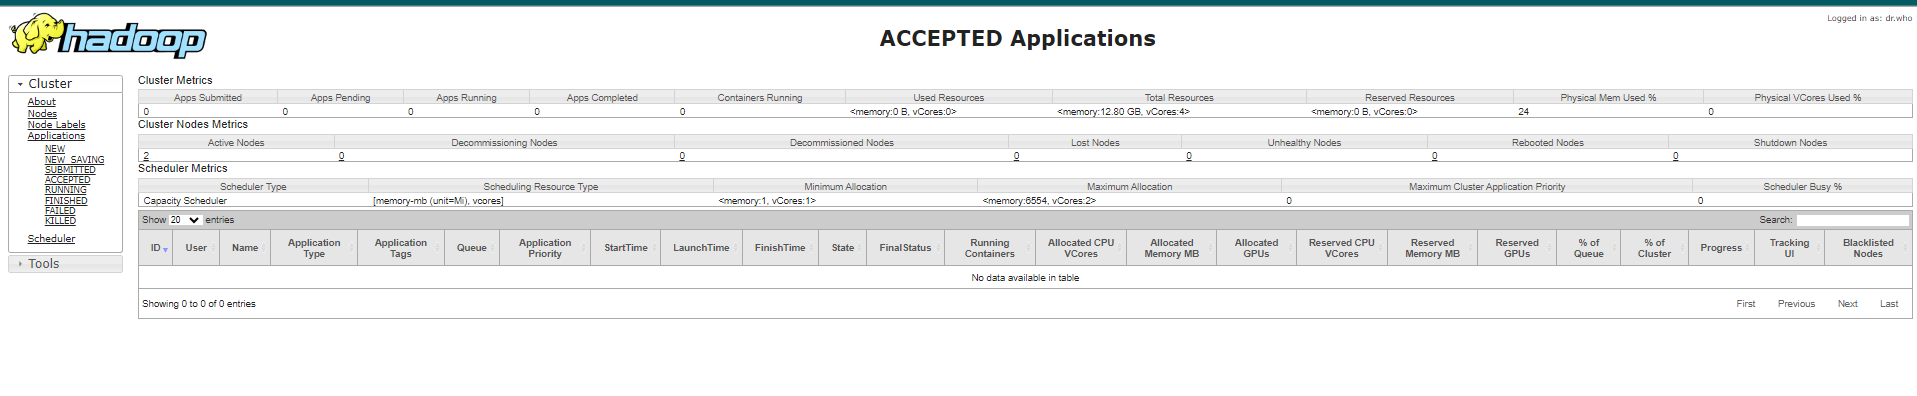 Logged in as: dr.who
hadoop
ACCEPTED Applications
Cluster
About
Nodes
Node Labels
Applications
NEW
NEW_SAVING
SUBMITTED
ACCEPTED
RUNNING
FINISHED
FAILED
KILLED
Scheduler
Tools
Cluster Metrics
Apps Submitted Apps Pending Apps Running Apps Completed Containers Running Used Resources Total Resources Reserved Resources Physical Mem Used % Physical VCores Used %
0 0 0 0 0 <memory:0 B, vCores:0> <memory:12.80 GB, vCores:4> <memory:0 B, vCores:0> 24 0
Cluster Nodes Metrics
Active Nodes Decommissioning Nodes Decommissioned Nodes Lost Nodes Unhealthy Nodes Rebooted Nodes Shutdown Nodes
2 0 0 0 0 0 0
Scheduler Metrics
Scheduler Type Scheduling Resource Type Minimum Allocation Maximum Allocation Maximum Cluster Application Priority Scheduler Busy %
Capacity Scheduler [memory-mb (unit=Mi), vcores] <memory:1, vCores:1> <memory:6554, vCores:2> 0 0
Show 20 entries Search:
ID User Name Application Type Application Tags Queue Application Priority StartTime LaunchTime FinishTime State FinalStatus Running Containers Allocated CPU VCores Allocated Memory MB Allocated GPUs Reserved CPU VCores Reserved Memory MB Reserved GPUs % of Queue % of Cluster Progress Tracking UI Blacklisted Nodes
No data available in table
Showing 0 to 0 of 0 entries First Previous Next Last